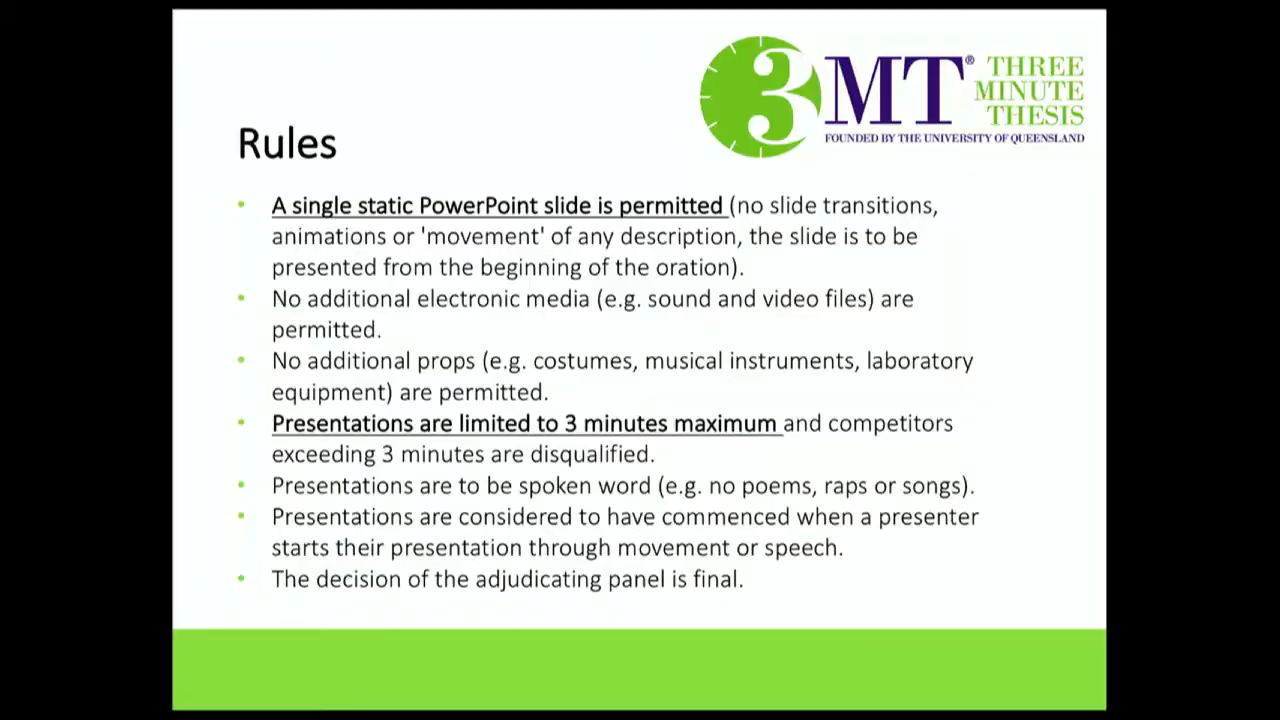 3MT® THREE
MINUTE
THESIS
FOUNDED BY THE UNIVERSITY OF QUEENSLAND
Rules
• A single static PowerPoint slide is permitted (no slide transitions,
animations or 'movement' of any description, the slide is to be
presented from the beginning of the oration).
• No additional electronic media (e.g. sound and video files) are
permitted.
• No additional props (e.g. costumes, musical instruments, laboratory
equipment) are permitted.
• Presentations are limited to 3 minutes maximum and competitors
exceeding 3 minutes are disqualified.
• Presentations are to be spoken word (e.g. no poems, raps or songs).
• Presentations are considered to have commenced when a presenter
starts their presentation through movement or speech.
• The decision of the adjudicating panel is final.